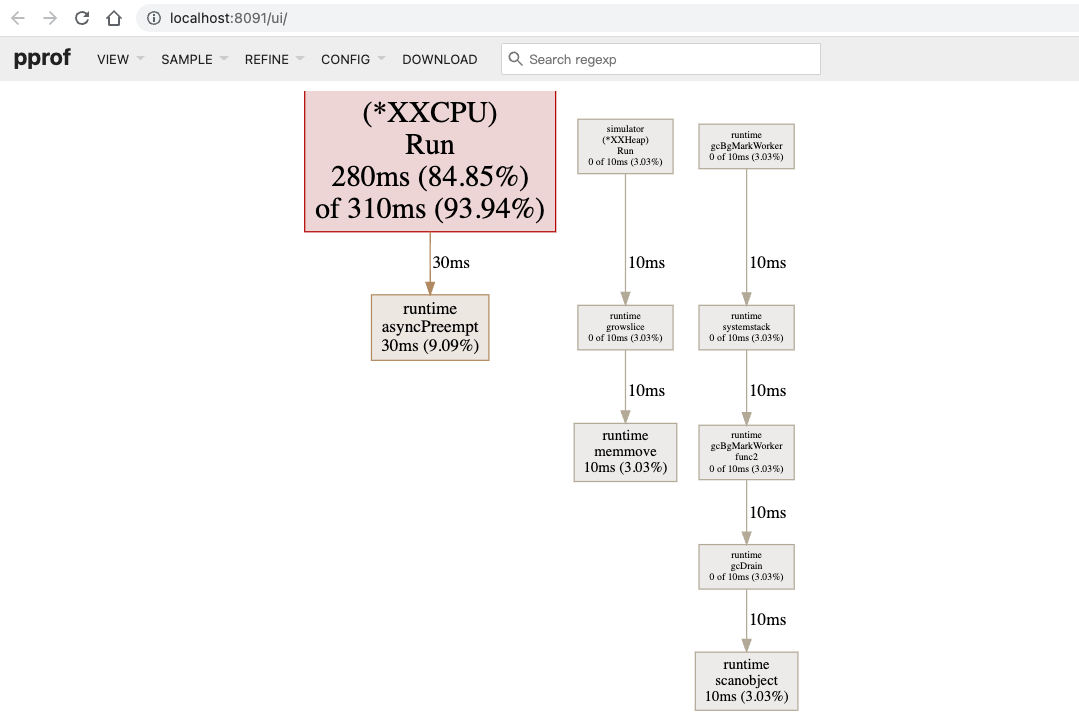 localhost:8091/ui/
pprof VIEW SAMPLE REFINE CONFIG DOWNLOAD Search regexp
(*XXCPU)
Run
280ms (84.85%)
of 310ms (93.94%)
30ms
runtime
asyncPreempt
30ms (9.09%)
simulator
(*XXHeap)
Run
0 of 10ms (3.03%)
10ms
runtime
growslice
0 of 10ms (3.03%)
10ms
runtime
memmove
10ms (3.03%)
runtime
gcBgMarkWorker
0 of 10ms (3.03%)
10ms
runtime
systemstack
0 of 10ms (3.03%)
10ms
runtime
gcBgMarkWorker
func2
0 of 10ms (3.03%)
10ms
runtime
gcDrain
0 of 10ms (3.03%)
10ms
runtime
scanobject
10ms (3.03%)